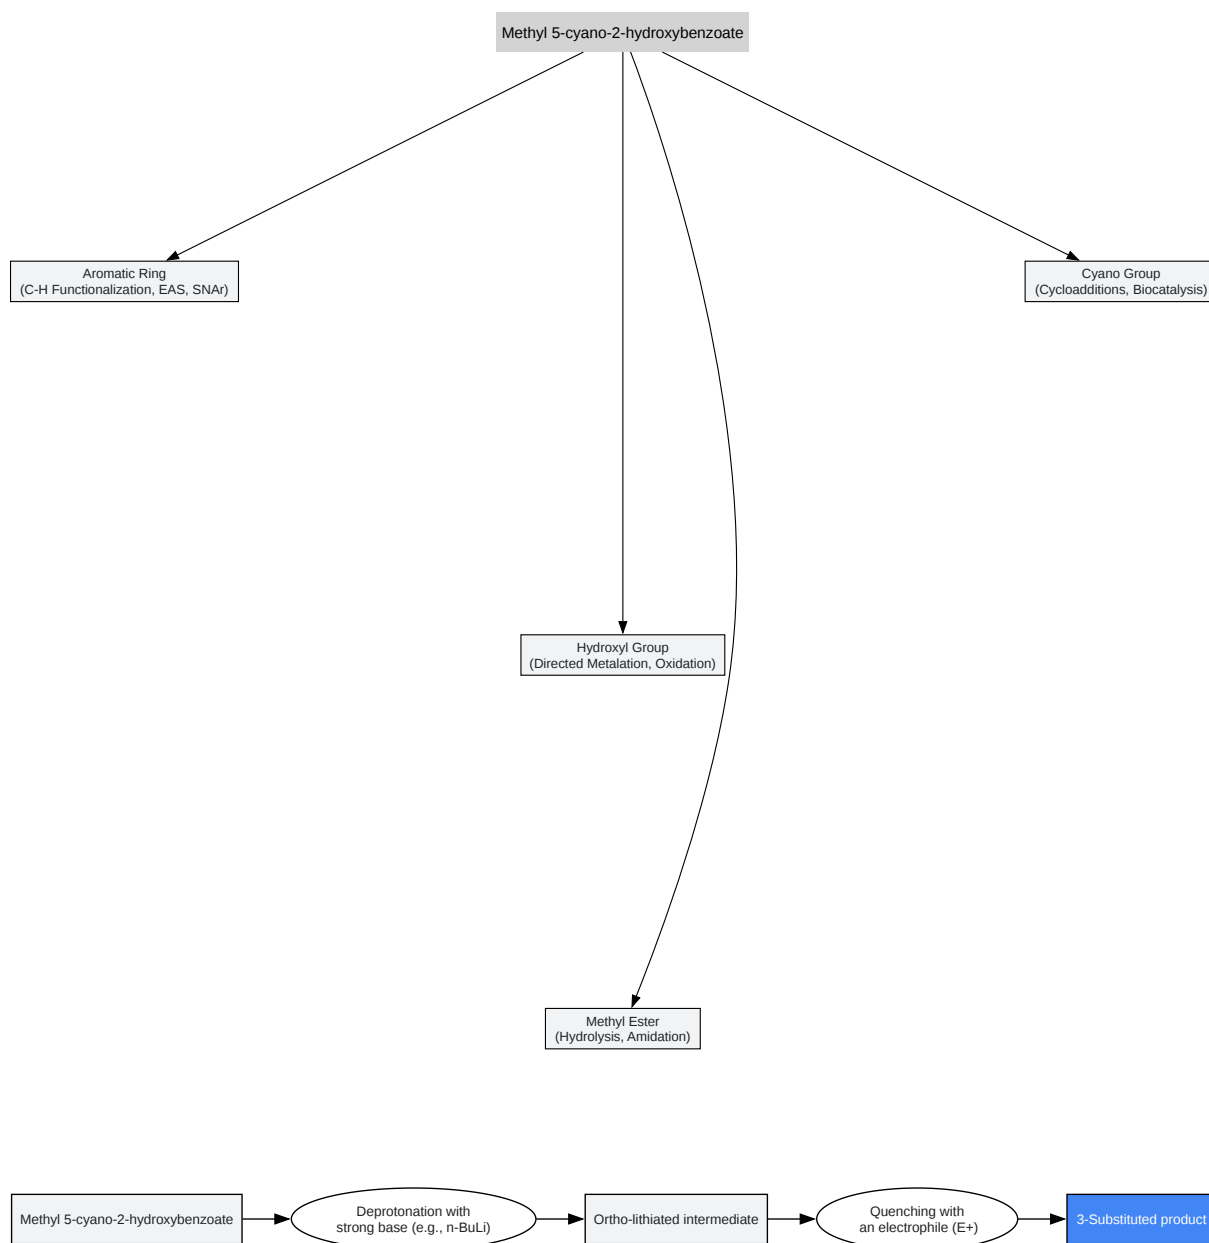 Methyl 5-cyano-2-hydroxybenzoate
Aromatic Ring
(C-H Functionalization, EAS, SNAr)
Cyano Group
(Cycloadditions, Biocatalysis)
Hydroxyl Group
(Directed Metalation, Oxidation)
Methyl Ester
(Hydrolysis, Amidation)
Methyl 5-cyano-2-hydroxybenzoate
Deprotonation with
strong base (e.g., n-BuLi)
Ortho-lithiated intermediate
Quenching with
an electrophile (E+)
3-Substituted product